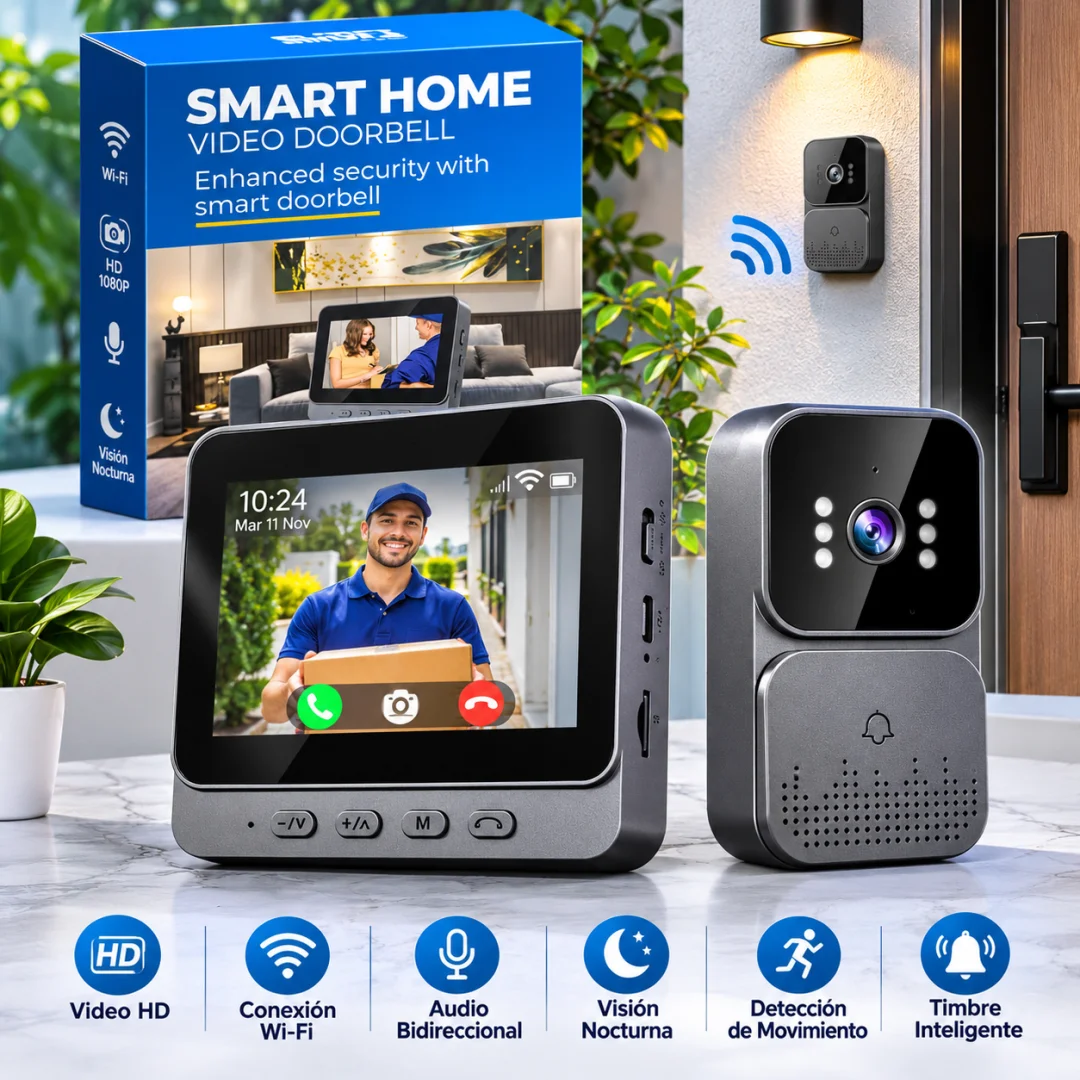 SMART HOME
VIDEO DOORBELL
Enhanced security with
smart doorbell
Wi-Fi
HD
1080P
Visión
Nocturna
10:24
Mar 11 Nov
-/V
+/Λ
M
HD
Video HD
Conexión
Wi-Fi
Audio
Bidireccional
Visión
Nocturna
Detección
de Movimiento
Timbre
Inteligente